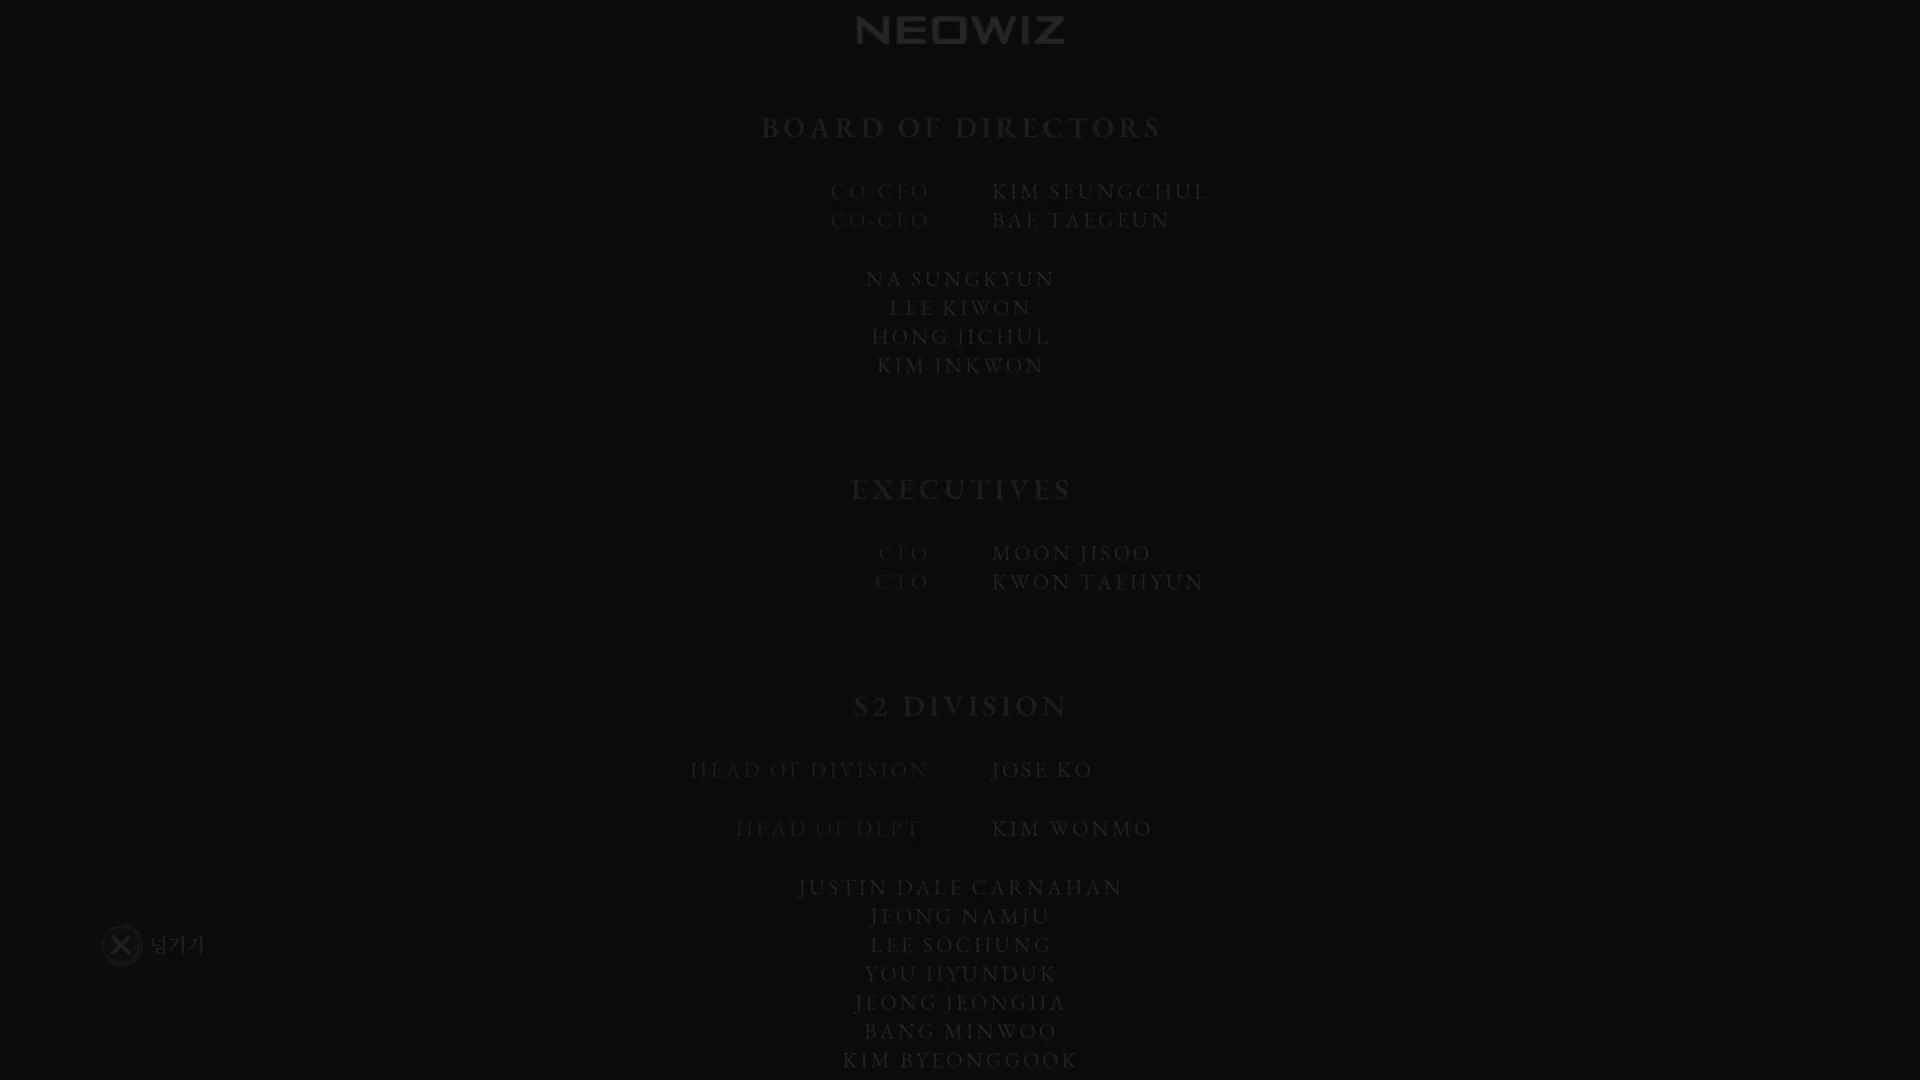 NEOWIZ
BOARD OF DIRECTORS
CO-CEO KIM SEUNGCHUL
CO-CEO BAE TAEGEUN
NA SUNGKYUN
LEE KIWON
HONG JICHUL
KIM INKWON
EXECUTIVES
CFO MOON JISOO
CTO KWON TAEHYUN
S2 DIVISION
HEAD OF DIVISION JOSE KO
HEAD OF DEPT. KIM WONMO
JUSTIN DALE CARNAHAN
JEONG NAMJU
LEE SOCHUNG
YOU HYUNDUK
JEONG JEONGHA
넘기기
BANG MINWOO
KIM BYEONGGOOK